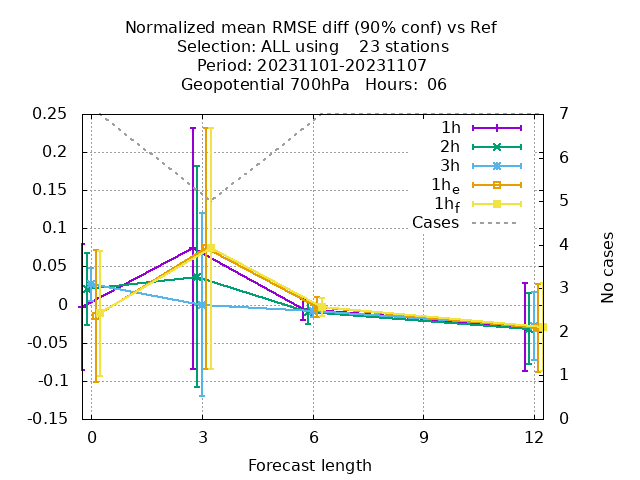 Normalized mean RMSE diff (90% conf) vs Ref
Selection: ALL using    23 stations
Period: 20231101-20231107
Geopotential 700hPa   Hours:  06
0.25
0.2
0.15
0.1
0.05
0
-0.05
-0.1
-0.15
7
6
5
4
3
2
1
0
1h
2h
3h
1he
1hf
Cases
No cases
0
3
6
9
12
Forecast length